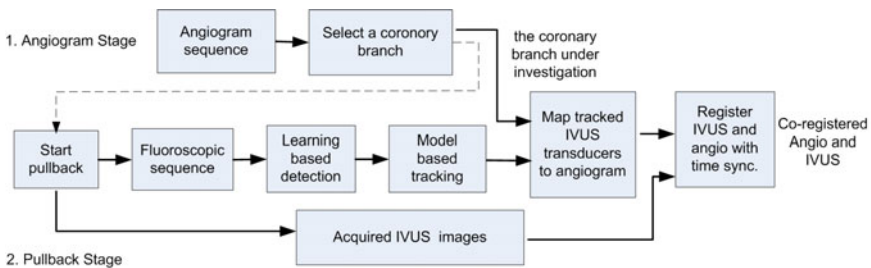 1. Angiogram Stage
Angiogram
sequence
Select a coronory
branch
the coronary
branch under
investigation
Start
pullback
Fluoroscopic
sequence
Learning
based
detection
Model
based
tracking
Map tracked
IVUS
transducers
to angiogram
Register
IVUS and
angio with
time sync.
Co-registered
Angio and
IVUS
Acquired IVUS images
2. Pullback Stage